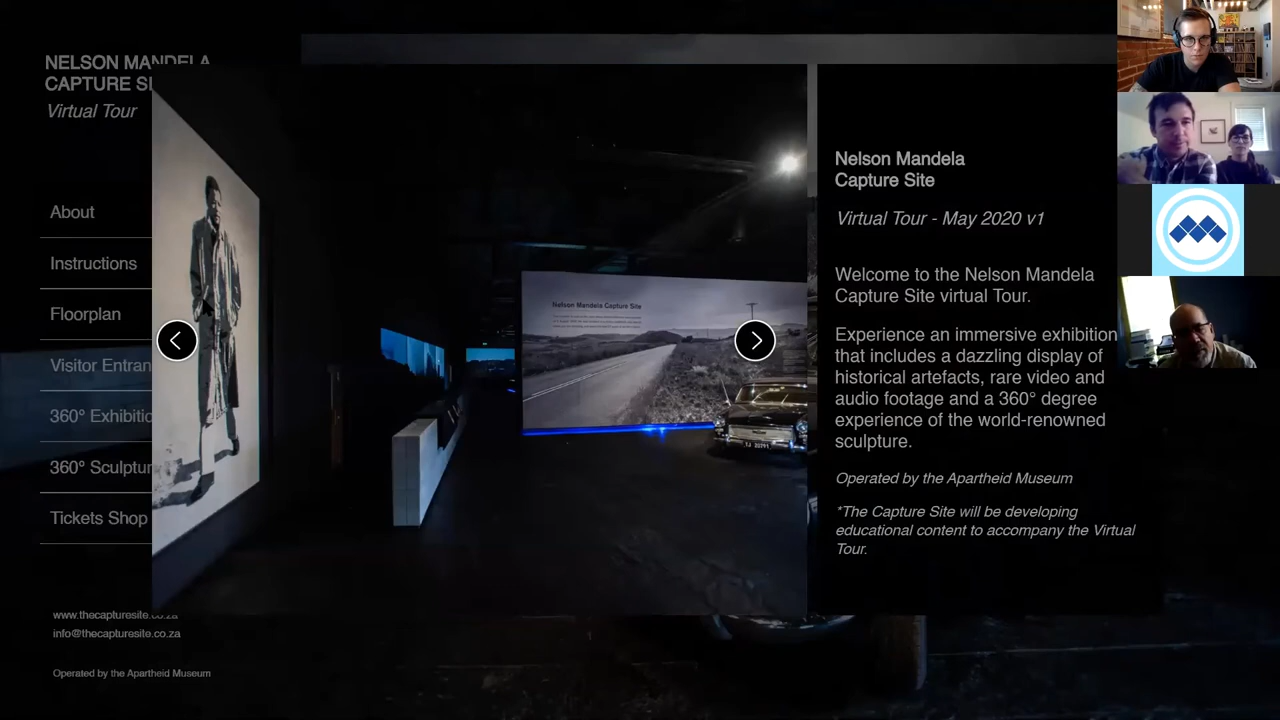 NELSON MANDELA
CAPTURE SI
Virtual Tour
About
Instructions
Floorplan
Visitor Entran
360° Exhibitio
360° Sculptur
Tickets Shop
www.thecapturesite.co.za
info@thecapturesite.co.za
Operated by the Apartheid Museum
Nelson Mandela Capture Site
TJ 20791
Nelson Mandela
Capture Site
Virtual Tour - May 2020 v1
Welcome to the Nelson Mandela
Capture Site virtual Tour.
Experience an immersive exhibition
that includes a dazzling display of
historical artefacts, rare video and
audio footage and a 360° degree
experience of the world-renowned
sculpture.
Operated by the Apartheid Museum
*The Capture Site will be developing
educational content to accompany the Virtual
Tour.